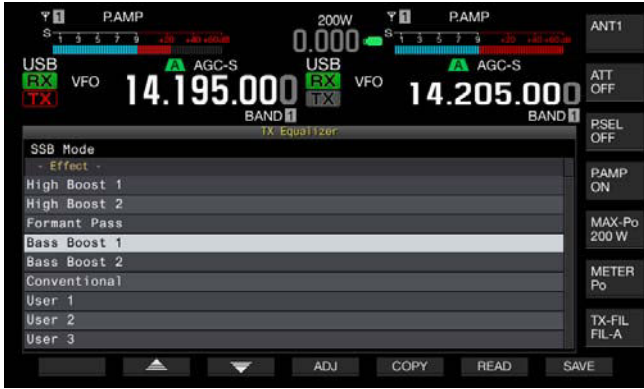 1 P.AMP 200W 1 P.AMP ANT1
S 1 3 5 7 9 +20 +40 +60dB 0.000 S 1 3 5 7 9 +20 +40 +60dB
USB A AGC-S USB A AGC-S
RX VFO 14.195.000 RX VFO 14.205.000 ATT OFF
TX TX
BAND 1 BAND 1
TX Equalizer P.SEL OFF
SSB Mode
- Effect -
High Boost 1 P.AMP ON
High Boost 2
Formant Pass MAX-Po 200 W
Bass Boost 1
Bass Boost 2 METER Po
Conventional
User 1
User 2 TX-FIL FIL-A
User 3
ADJ COPY READ SAVE